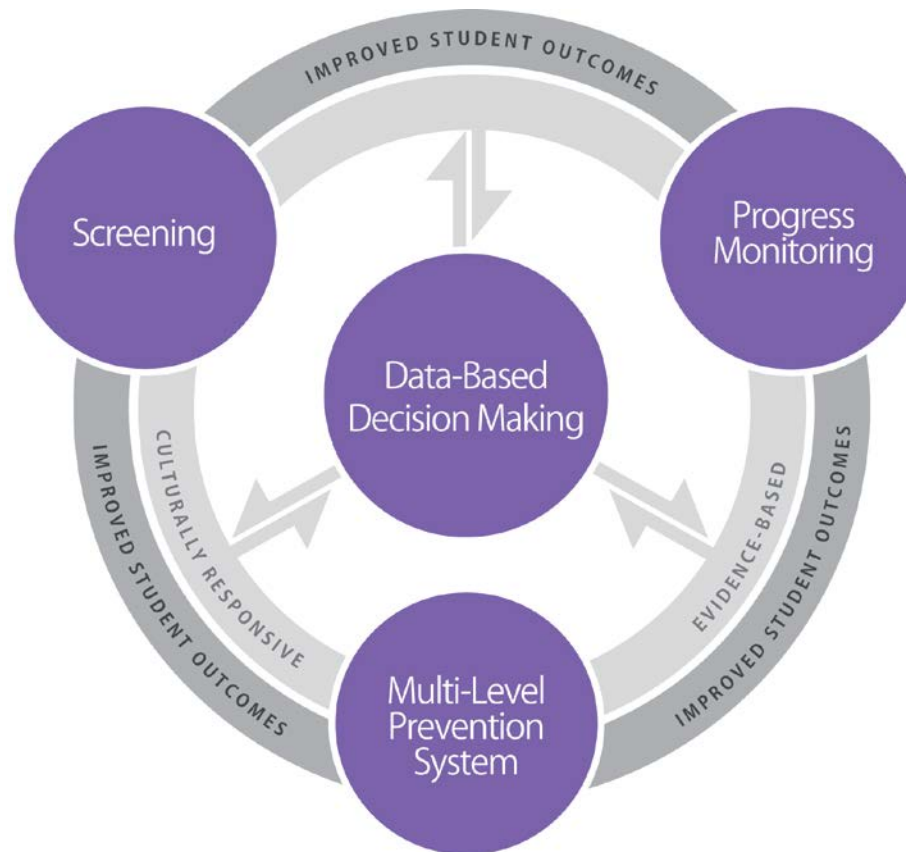 IMPROVED STUDENT OUTCOMES
Screening
Progress
Monitoring
Data-Based
Decision Making
IMPROVED STUDENT OUTCOMES
CULTURALLY RESPONSIVE
EVIDENCE-BASED
IMPROVED STUDENT OUTCOMES
Multi-Level
Prevention
System